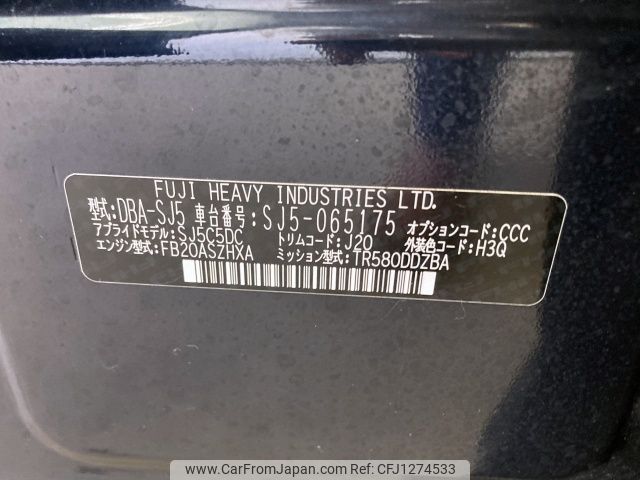 FUJI HEAVY INDUSTRIES LTD.
型式:DBA-SJ5 車台番号:SJ5-065175 オプションコード:CCC
アプライドモデル:SJ5C5DC トリムコード:J20 外装色コード:H3Q
エンジン型式:FB20ASZHXA ミッション型式:TR580DDZBA
www.CarFromJapan.com Photo No. CFJ1274533